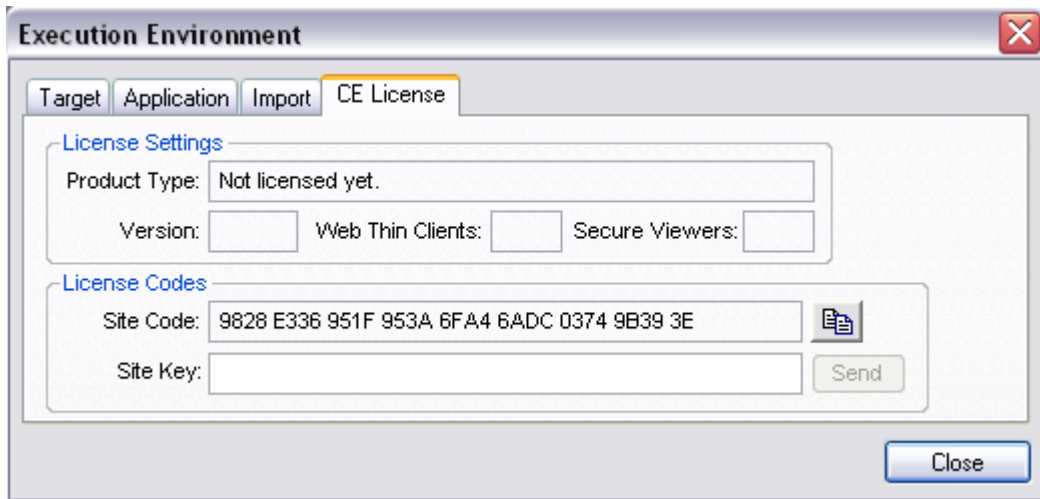 Execution Environment
Target Application Import CE License
License Settings
Product Type: Not licensed yet.
Version: Web Thin Clients: Secure Viewers:
License Codes
Site Code: 9828 E336 951F 953A 6FA4 6ADC 0374 9B39 3E
Site Key: Send
Close